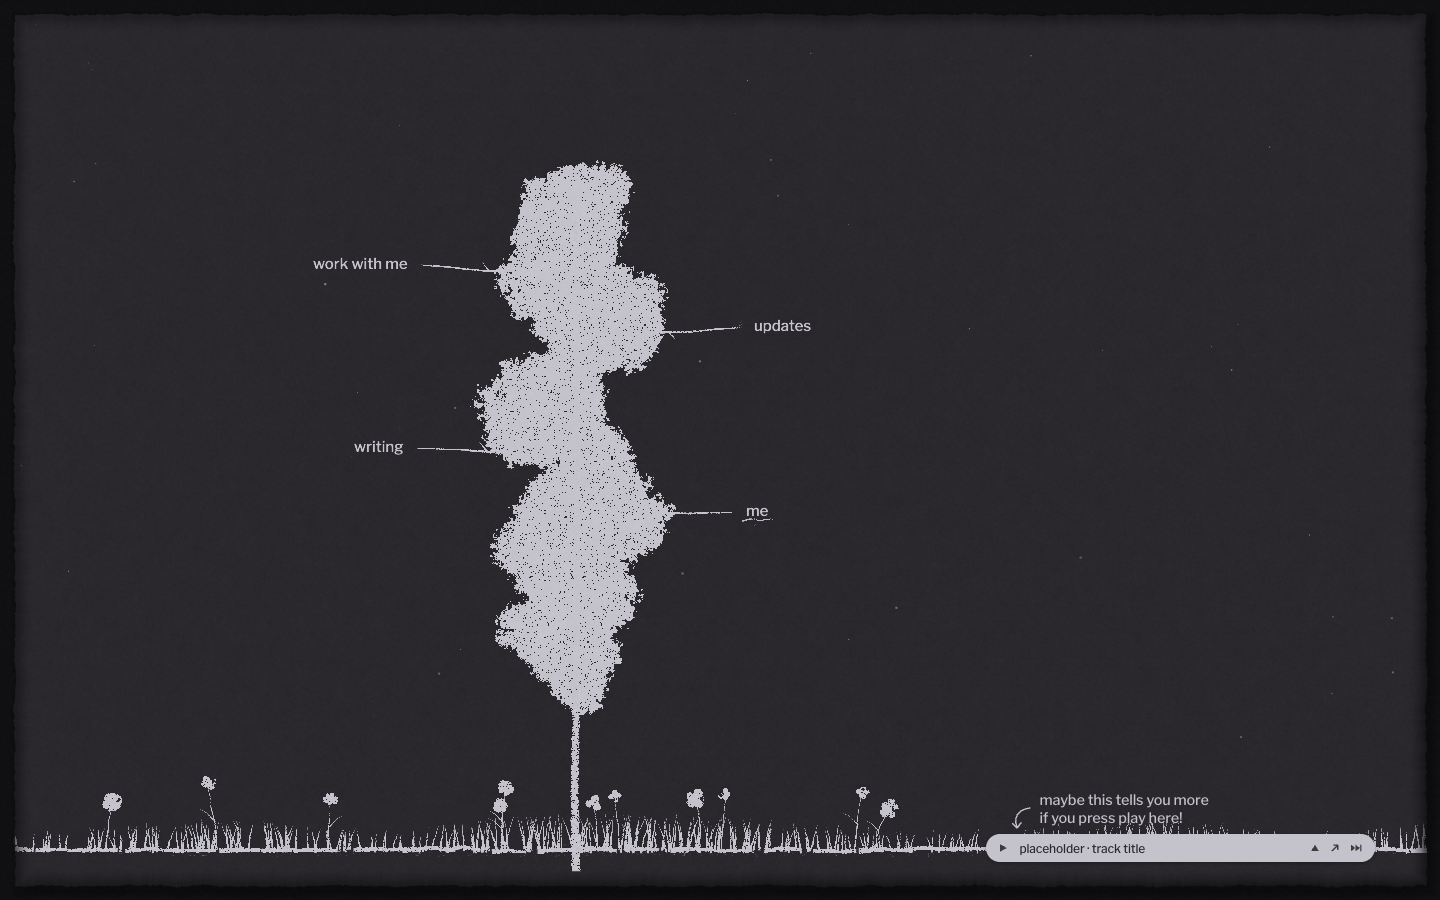 work with me
updates
writing
me
maybe this tells you more
if you press play here!
placeholder · track title